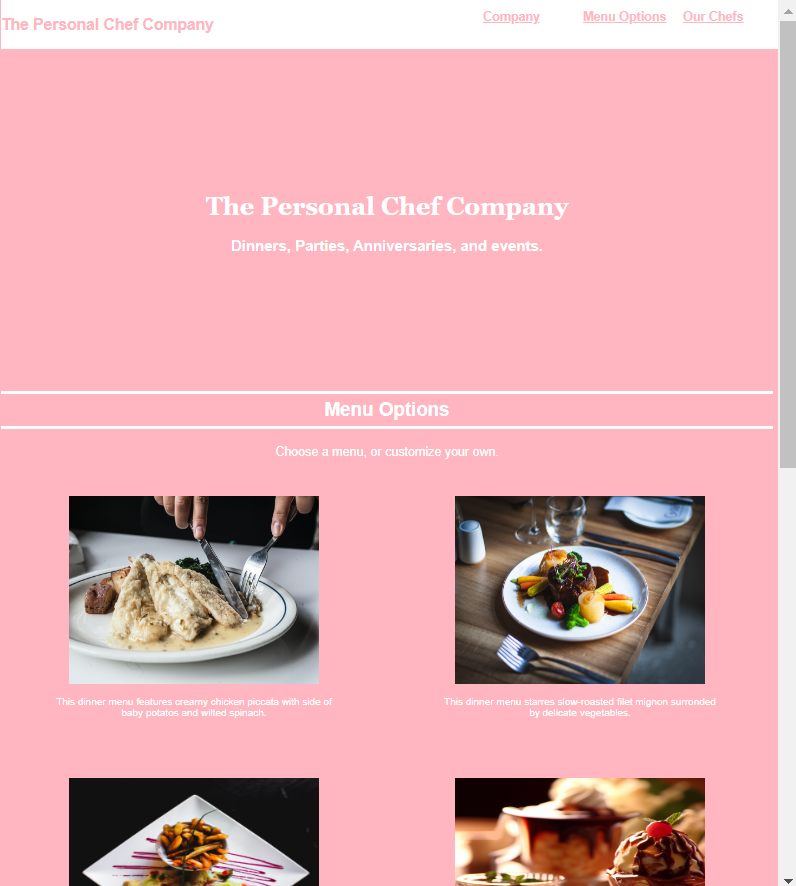 The Personal Chef Company
Company
Menu Options
Our Chefs
The Personal Chef Company
Dinners, Parties, Anniversaries, and events.
Menu Options
Choose a menu, or customize your own.
This dinner menu features creamy chicken piccata with side of
baby potatos and wilted spinach.
This dinner menu starres slow-roasted filet mignon surronded
by delicate vegetables.